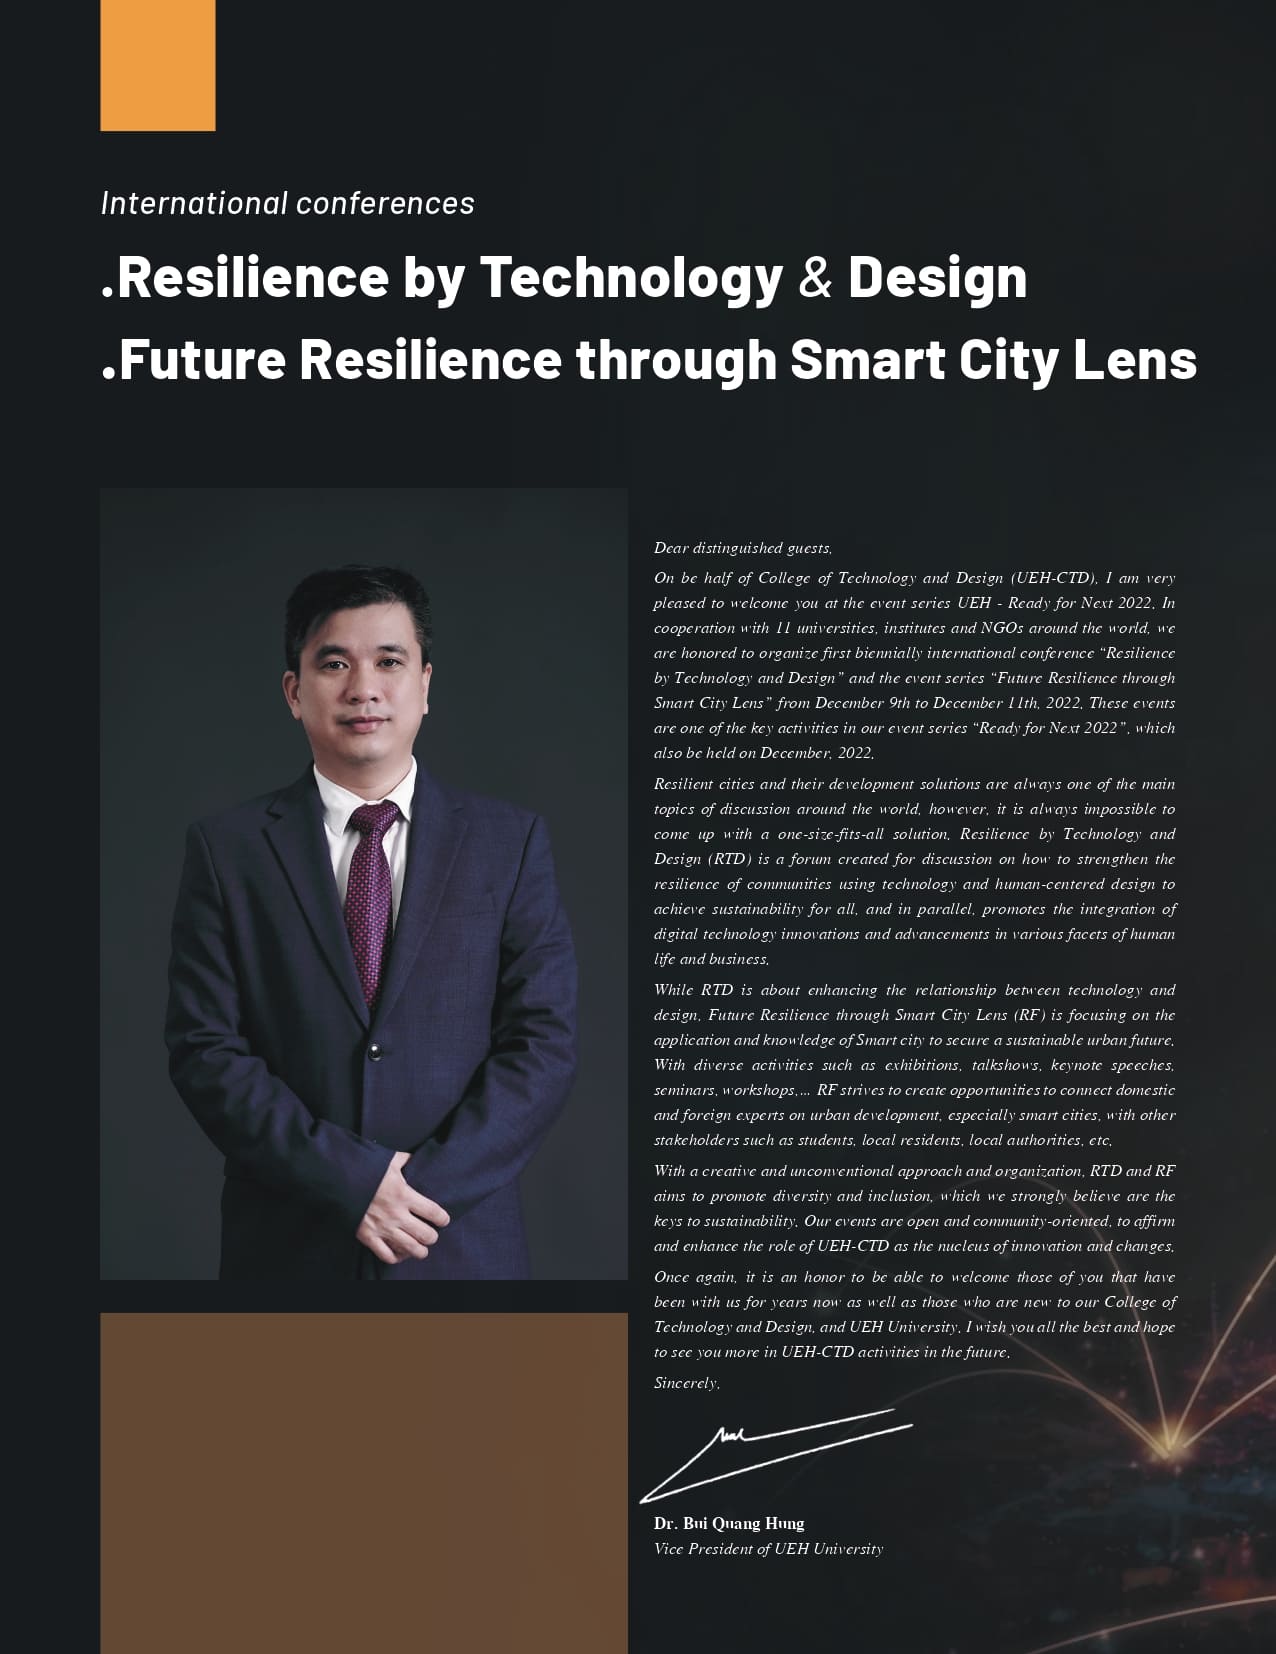 International conferences
.Resilience by Technology & Design
.Future Resilience through Smart City Lens
Dear distinguished guests,
On be half of College of Technology and Design (UEH-CTD), I am very
pleased to welcome you at the event series UEH - Ready for Next 2022. In
cooperation with 11 universities, institutes and NGOs around the world, we
are honored to organize first biennially international conference “Resilience
by Technology and Design” and the event series “Future Resilience through
Smart City Lens” from December 9th to December 11th, 2022. These events
are one of the key activities in our event series “Ready for Next 2022”, which
also be held on December, 2022.
Resilient cities and their development solutions are always one of the main
topics of discussion around the world, however, it is always impossible to
come up with a one-size-fits-all solution. Resilience by Technology and
Design (RTD) is a forum created for discussion on how to strengthen the
resilience of communities using technology and human-centered design to
achieve sustainability for all, and in parallel, promotes the integration of
digital technology innovations and advancements in various facets of human
life and business.
While RTD is about enhancing the relationship between technology and
design, Future Resilience through Smart City Lens (RF) is focusing on the
application and knowledge of Smart city to secure a sustainable urban future.
With diverse activities such as exhibitions, talkshows, keynote speeches,
seminars, workshops,... RF strives to create opportunities to connect domestic
and foreign experts on urban development, especially smart cities, with other
stakeholders such as students, local residents, local authorities, etc.
With a creative and unconventional approach and organization, RTD and RF
aims to promote diversity and inclusion, which we strongly believe are the
keys to sustainability. Our events are open and community-oriented, to affirm
and enhance the role of UEH-CTD as the nucleus of innovation and changes.
Once again, it is an honor to be able to welcome those of you that have
been with us for years now as well as those who are new to our College of
Technology and Design, and UEH University. I wish you all the best and hope
to see you more in UEH-CTD activities in the future.
Sincerely,
Dr. Bui Quang Hung
Vice President of UEH University